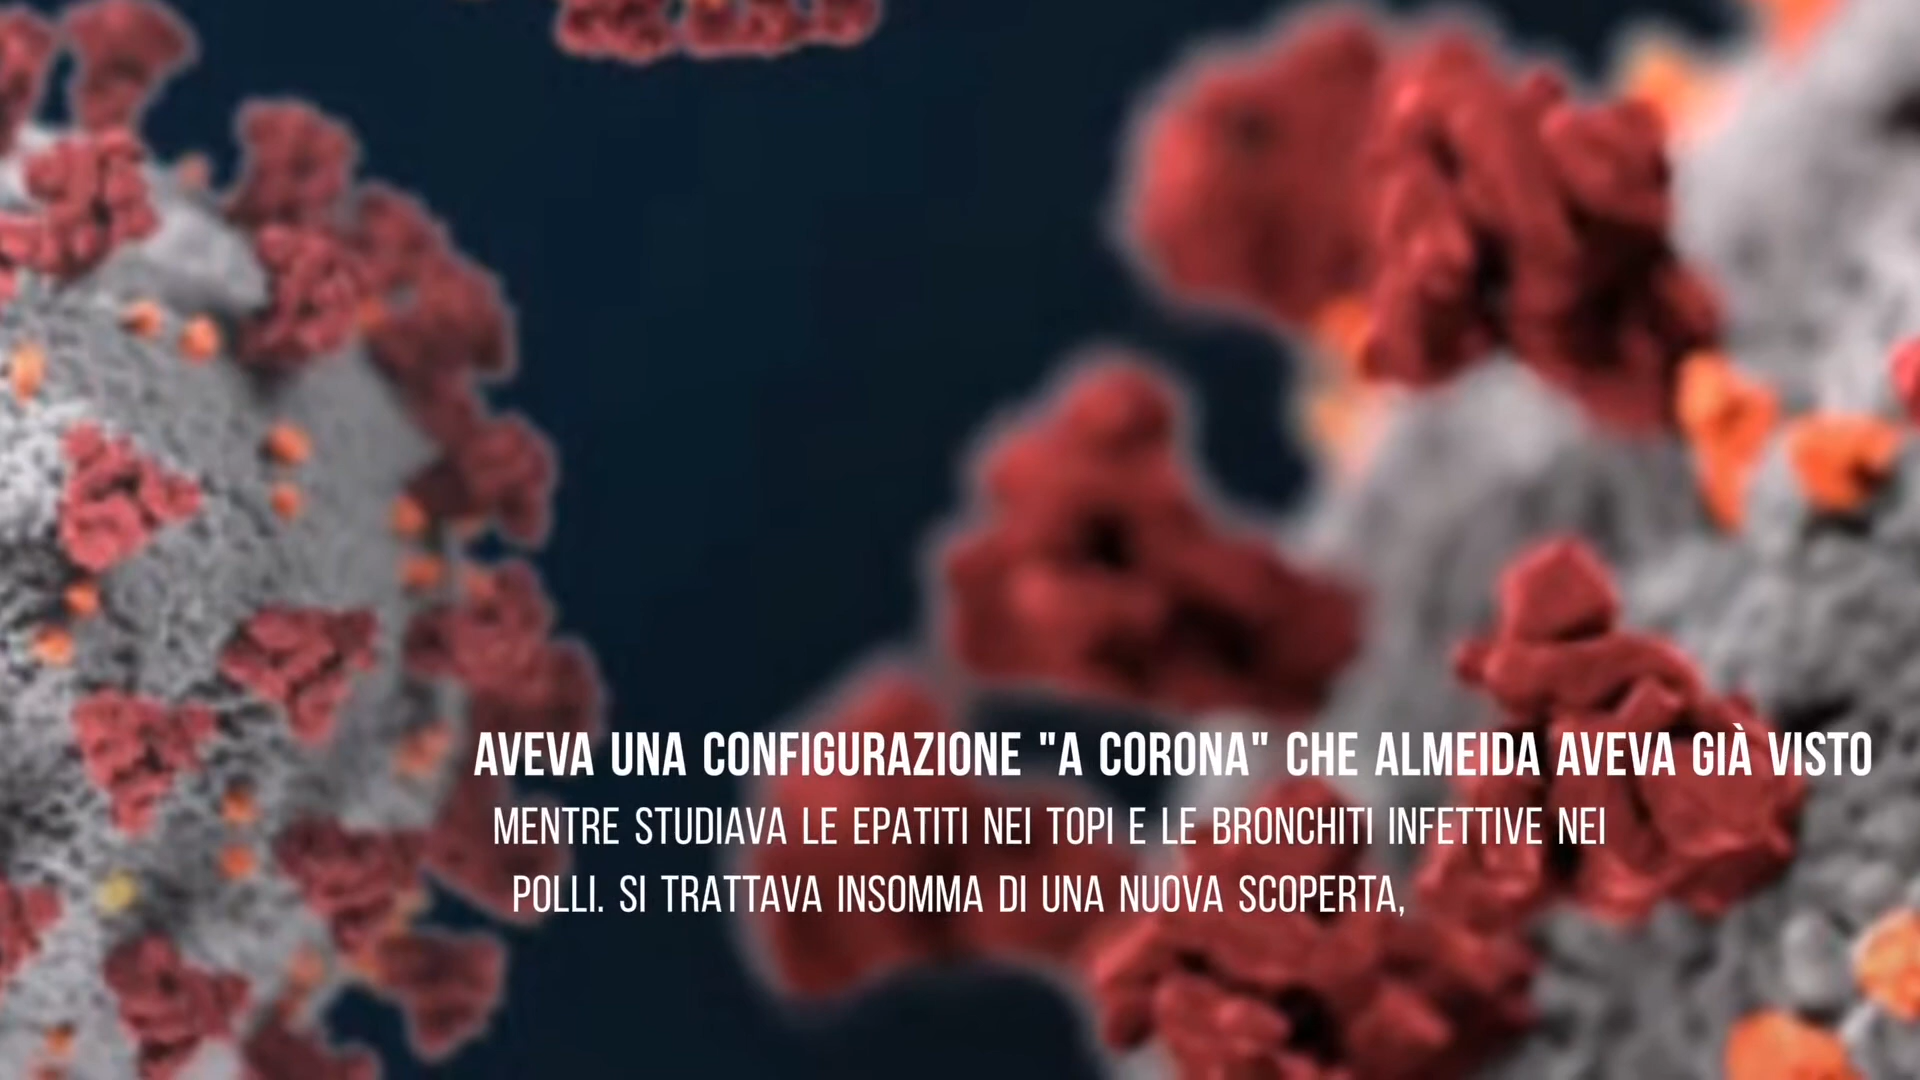 AVEVA UNA CONFIGURAZIONE "A CORONA" CHE ALMEIDA AVEVA GIÀ VISTO
MENTRE STUDIAVA LE EPATITI NEI TOPI E LE BRONCHITI INFETTIVE NEI
POLLI. SI TRATTAVA INSOMMA DI UNA NUOVA SCOPERTA,